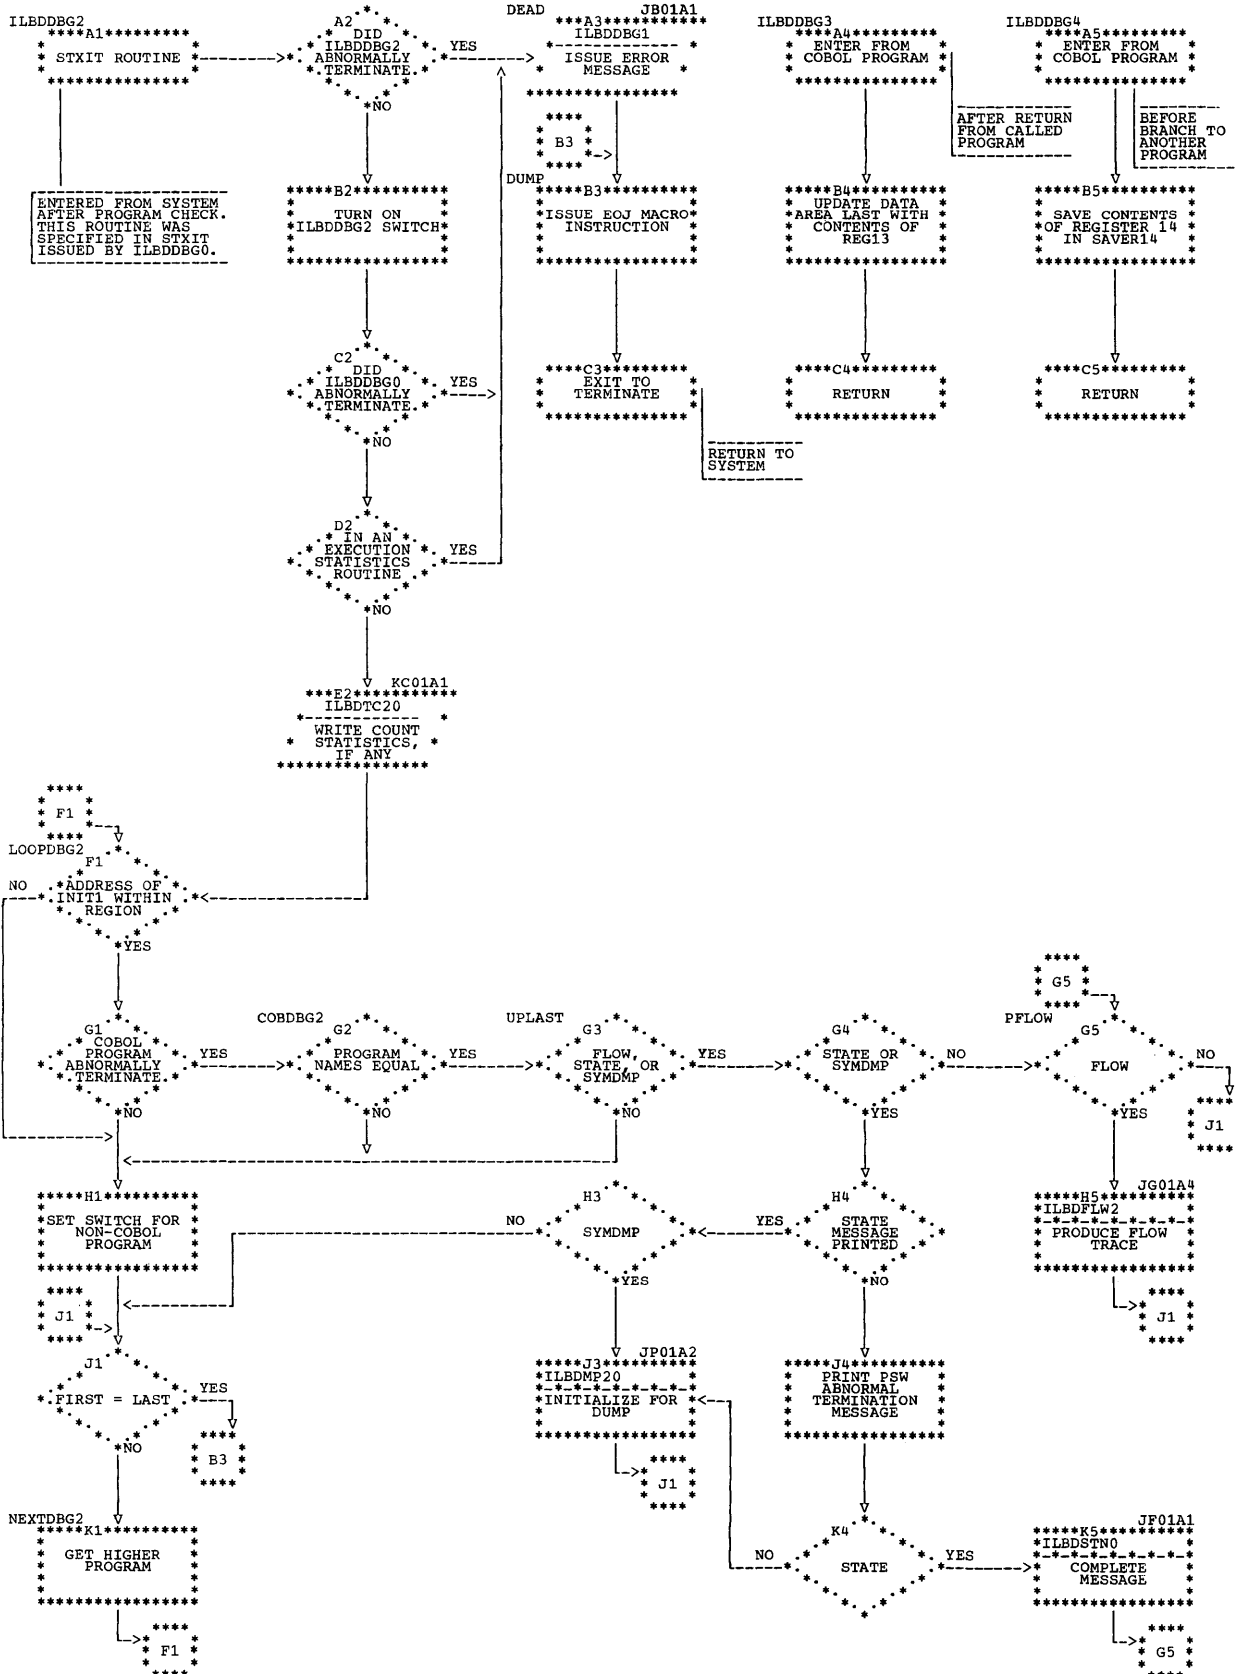 ILBDDBG2
A1
STXIT ROUTINE
ENTERED FROM SYSTEM
AFTER PROGRAM CHECK.
THIS ROUTINE WAS
SPECIFIED IN STXIT
ISSUED BY ILBDDBG0.
A2
DID
ILBDDBG2
ABNORMALLY
TERMINATE
YES
NO
B2
TURN ON
ILBDDBG2 SWITCH
C2
DID
ILBDDBG0
ABNORMALLY
TERMINATE
YES
NO
D2
IN AN
EXECUTION
STATISTICS
ROUTINE
YES
NO
KC01A1
E2
ILBDTC20
WRITE COUNT
STATISTICS,
IF ANY
DEAD
JB01A1
A3
ILBDDBG1
ISSUE ERROR
MESSAGE
B3
DUMP
B3
ISSUE EOJ MACRO
INSTRUCTION
C3
EXIT TO
TERMINATE
RETURN TO
SYSTEM
ILBDDBG3
A4
ENTER FROM
COBOL PROGRAM
AFTER RETURN
FROM CALLED
PROGRAM
B4
UPDATE DATA
AREA LAST WITH
CONTENTS OF
REG13
C4
RETURN
ILBDDBG4
A5
ENTER FROM
COBOL PROGRAM
BEFORE
BRANCH TO
ANOTHER
PROGRAM
B5
SAVE CONTENTS
OF REGISTER 14
IN SAVER14
C5
RETURN
F1
LOOPDBG2
F1
ADDRESS OF
INIT1 WITHIN
REGION
NO
YES
G1
COBOL
PROGRAM
ABNORMALLY
TERMINATE
YES
NO
COBDBG2
G2
PROGRAM
NAMES EQUAL
YES
NO
UPLAST
G3
FLOW,
STATE, OR
SYMDMP
YES
NO
G4
STATE OR
SYMDMP
NO
YES
G5
PFLOW
G5
FLOW
NO
J1
YES
H1
SET SWITCH FOR
NON-COBOL
PROGRAM
H3
SYMDMP
NO
YES
H4
STATE
MESSAGE
PRINTED
YES
NO
JG01A4
H5
ILBDFLW2
PRODUCE FLOW
TRACE
J1
J1
J1
FIRST = LAST
YES
B3
NO
JP01A2
J3
ILBDMP20
INITIALIZE FOR
DUMP
J1
J4
PRINT PSW
ABNORMAL
TERMINATION
MESSAGE
NEXTDBG2
K1
GET HIGHER
PROGRAM
F1
K4
STATE
NO
YES
JF01A1
K5
ILBDSTN0
COMPLETE
MESSAGE
G5